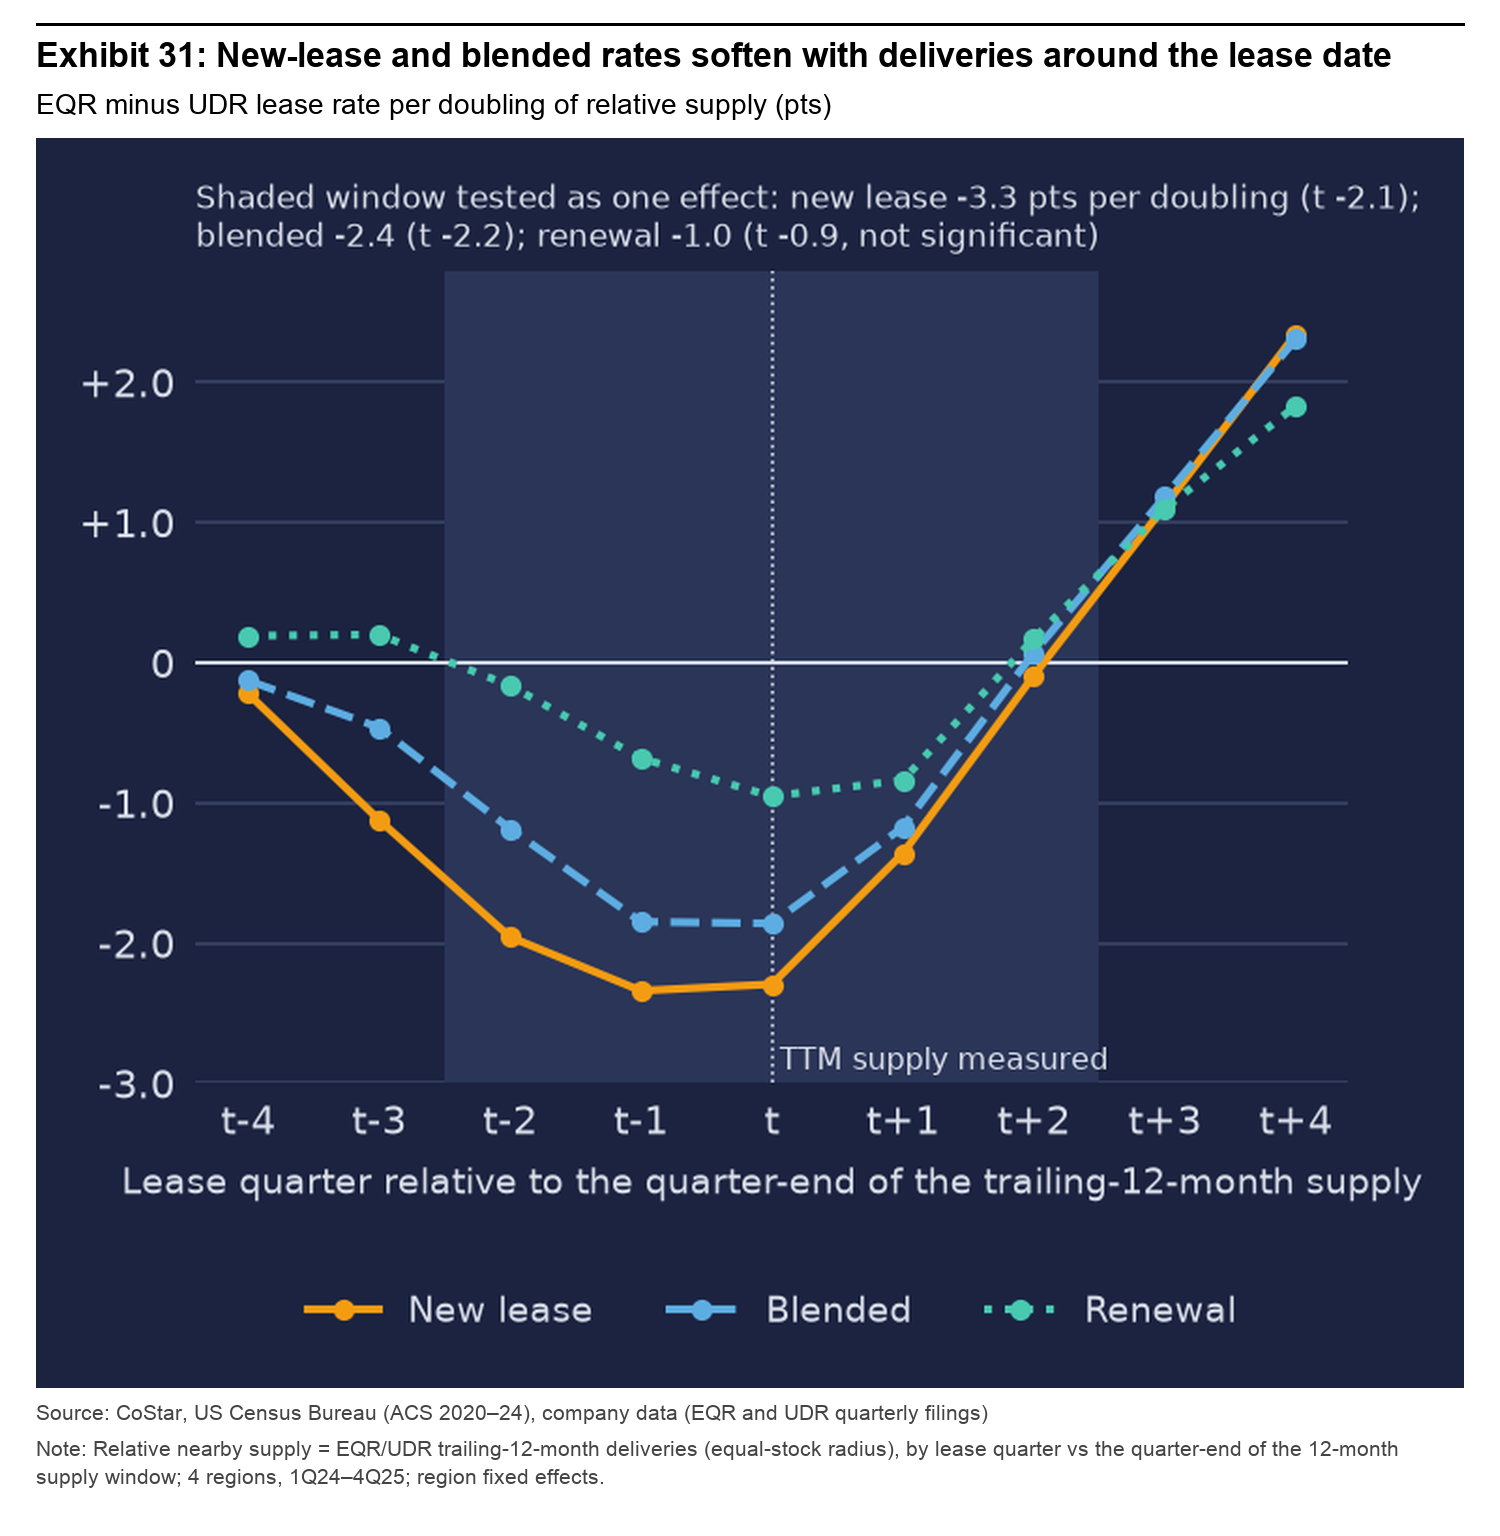 Exhibit 31: New-lease and blended rates soften with deliveries around the lease date
EQR minus UDR lease rate per doubling of relative supply (pts)
Shaded window tested as one effect: new lease -3.3 pts per doubling (t -2.1);
blended -2.4 (t -2.2); renewal -1.0 (t -0.9, not significant)
+2.0
+1.0
0
-1.0
-2.0
-3.0
TTM supply measured
t-4 t-3 t-2 t-1 t t+1 t+2 t+3 t+4
Lease quarter relative to the quarter-end of the trailing-12-month supply
New lease Blended Renewal
Source: CoStar, US Census Bureau (ACS 2020–24), company data (EQR and UDR quarterly filings)
Note: Relative nearby supply = EQR/UDR trailing-12-month deliveries (equal-stock radius), by lease quarter vs the quarter-end of the 12-month
supply window; 4 regions, 1Q24–4Q25; region fixed effects.